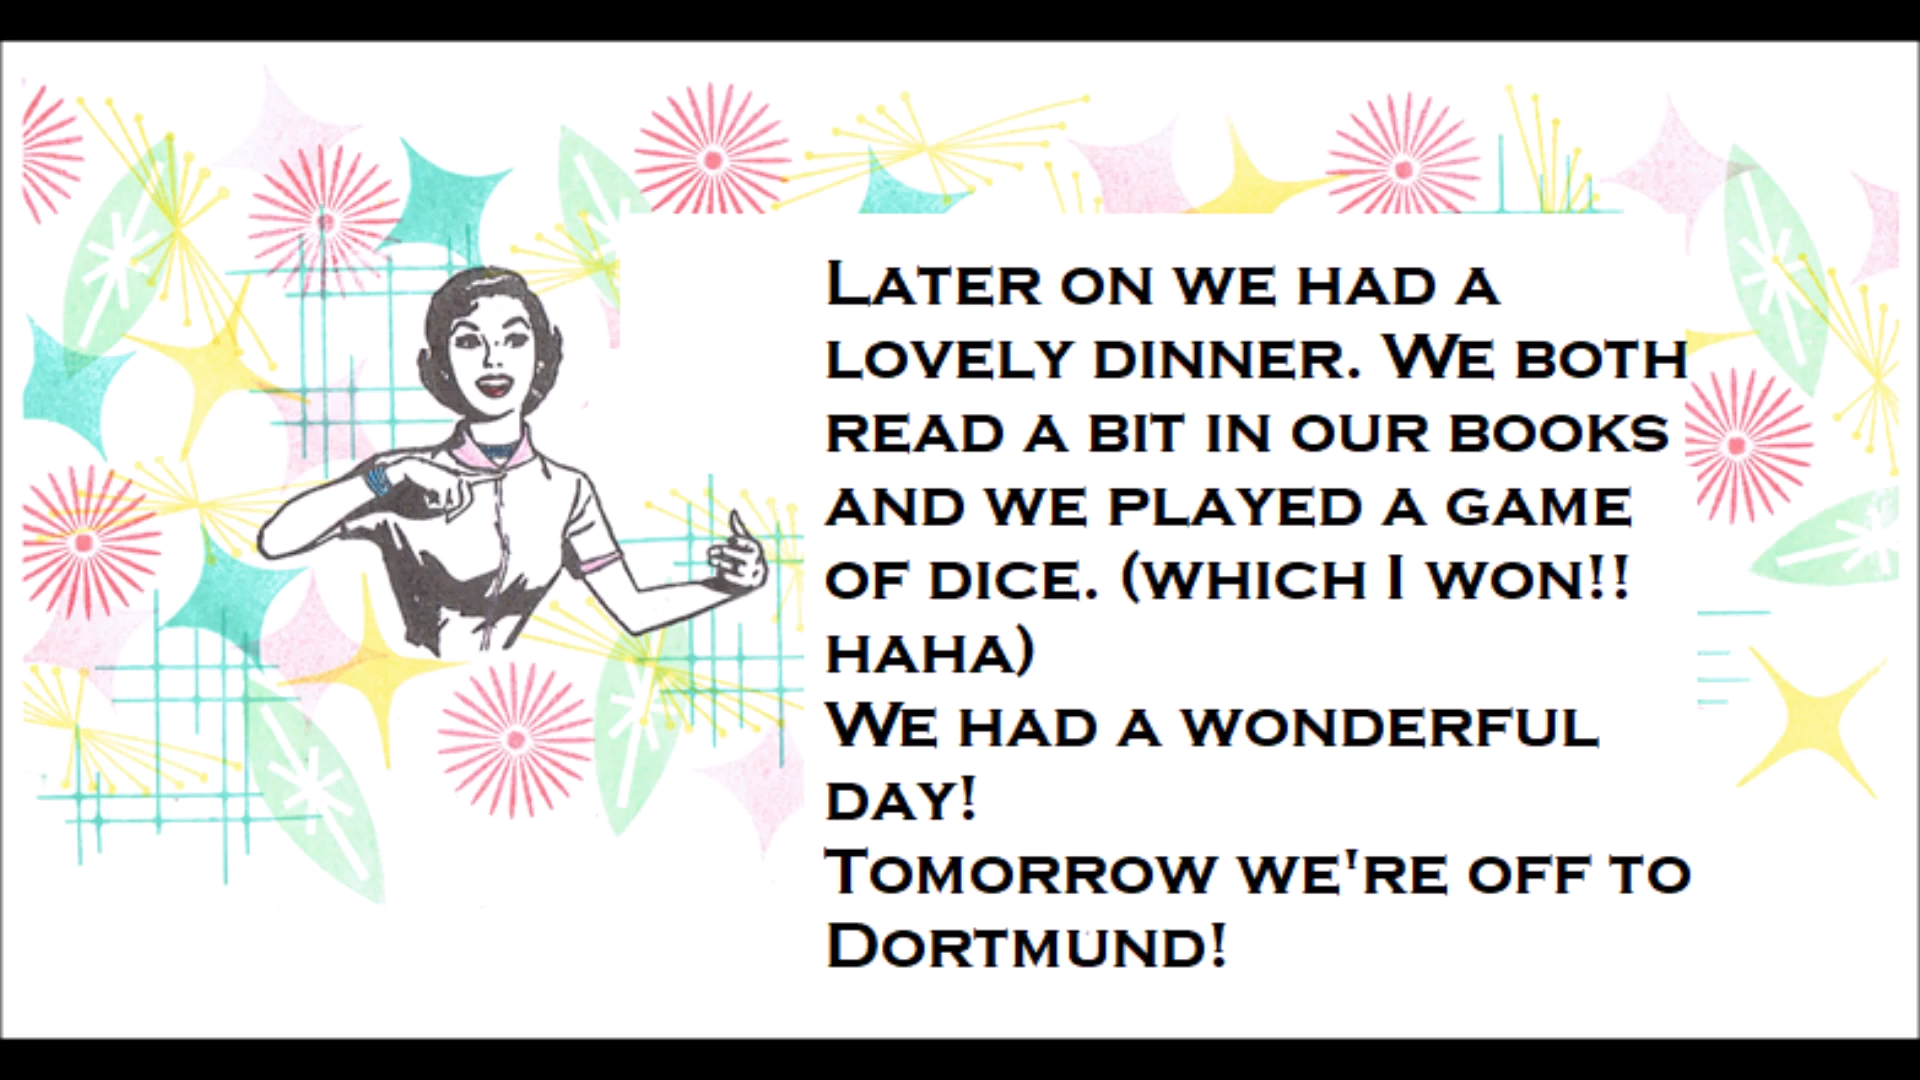 Later on we had a
lovely dinner. We both
read a bit in our books
and we played a game
of dice. (which I won!!
haha)
We had a wonderful
day!
Tomorrow we're off to
Dortmund!